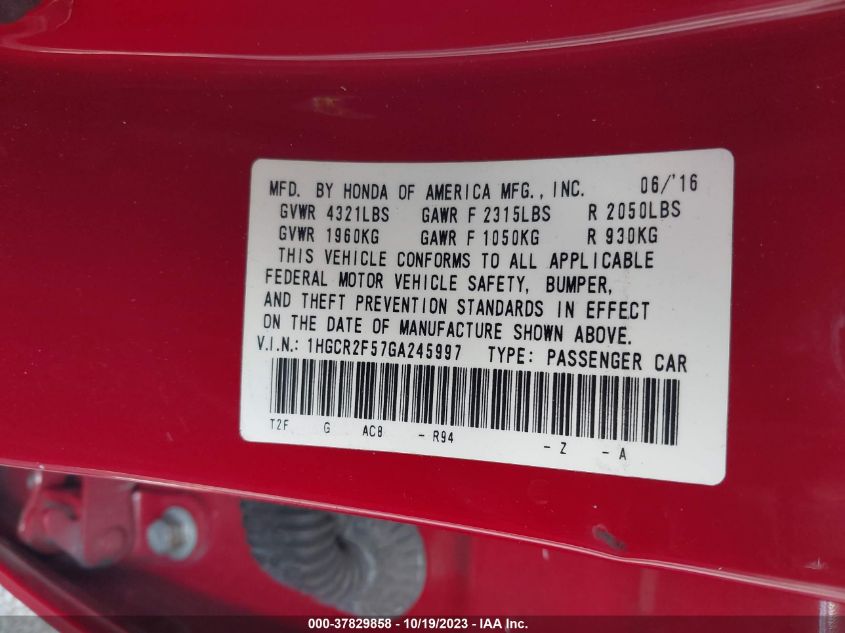 MFD. BY HONDA OF AMERICA MFG., INC. 06/'16
GVWR 4321LBS GAWR F 2315LBS R 2050LBS
GVWR 1960KG GAWR F 1050KG R 930KG
THIS VEHICLE CONFORMS TO ALL APPLICABLE
FEDERAL MOTOR VEHICLE SAFETY, BUMPER,
AND THEFT PREVENTION STANDARDS IN EFFECT
ON THE DATE OF MANUFACTURE SHOWN ABOVE.
V.I.N.: 1HGCR2F57GA245997 TYPE: PASSENGER CAR
T2F G ACB - R94 - Z - A
000-37829858 - 10/19/2023 - IAA Inc.